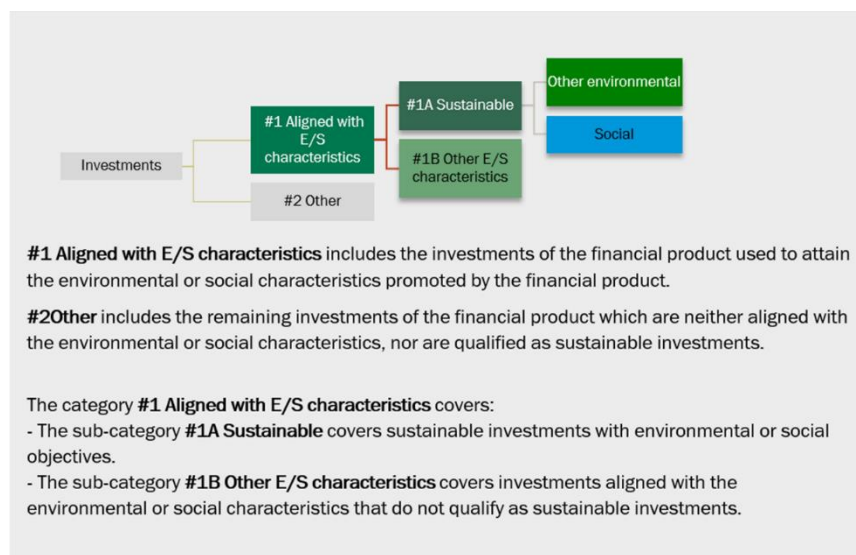 Other environmental
#1A Sustainable
#1 Aligned with
E/S
characteristics
Social
#1B Other E/S
characteristics
Investments
#2 Other
#1 Aligned with E/S characteristics includes the investments of the financial product used to attain
the environmental or social characteristics promoted by the financial product.
#2Other includes the remaining investments of the financial product which are neither aligned with
the environmental or social characteristics, nor are qualified as sustainable investments.
The category #1 Aligned with E/S characteristics covers:
- The sub-category #1A Sustainable covers sustainable investments with environmental or social
objectives.
- The sub-category #1B Other E/S characteristics covers investments aligned with the
environmental or social characteristics that do not qualify as sustainable investments.